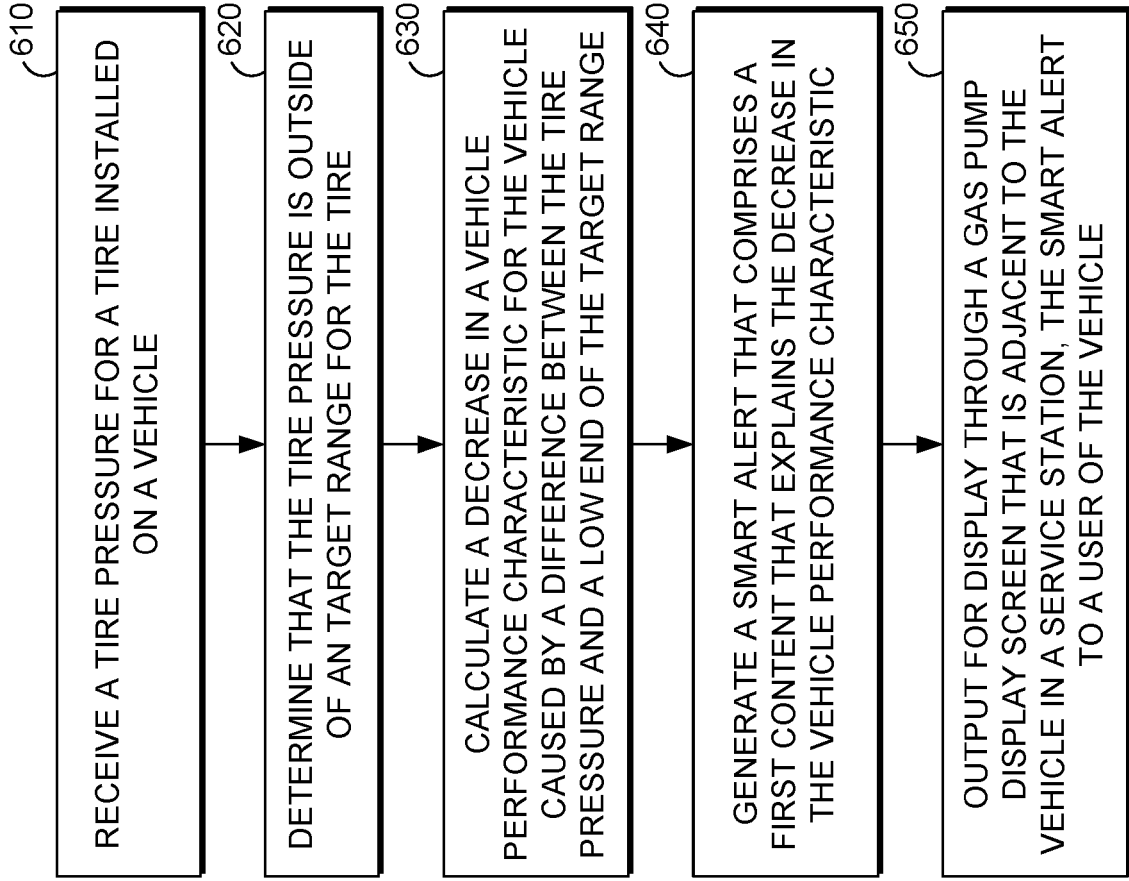 610
RECEIVE A TIRE PRESSURE FOR A TIRE INSTALLED
ON A VEHICLE
620
DETERMINE THAT THE TIRE PRESSURE IS OUTSIDE
OF AN TARGET RANGE FOR THE TIRE
630
CALCULATE A DECREASE IN A VEHICLE
PERFORMANCE CHARACTERISTIC FOR THE VEHICLE
CAUSED BY A DIFFERENCE BETWEEN THE TIRE
PRESSURE AND A LOW END OF THE TARGET RANGE
640
GENERATE A SMART ALERT THAT COMPRISES A
FIRST CONTENT THAT EXPLAINS THE DECREASE IN
THE VEHICLE PERFORMANCE CHARACTERISTIC
650
OUTPUT FOR DISPLAY THROUGH A GAS PUMP
DISPLAY SCREEN THAT IS ADJACENT TO THE
VEHICLE IN A SERVICE STATION, THE SMART ALERT
TO A USER OF THE VEHICLE